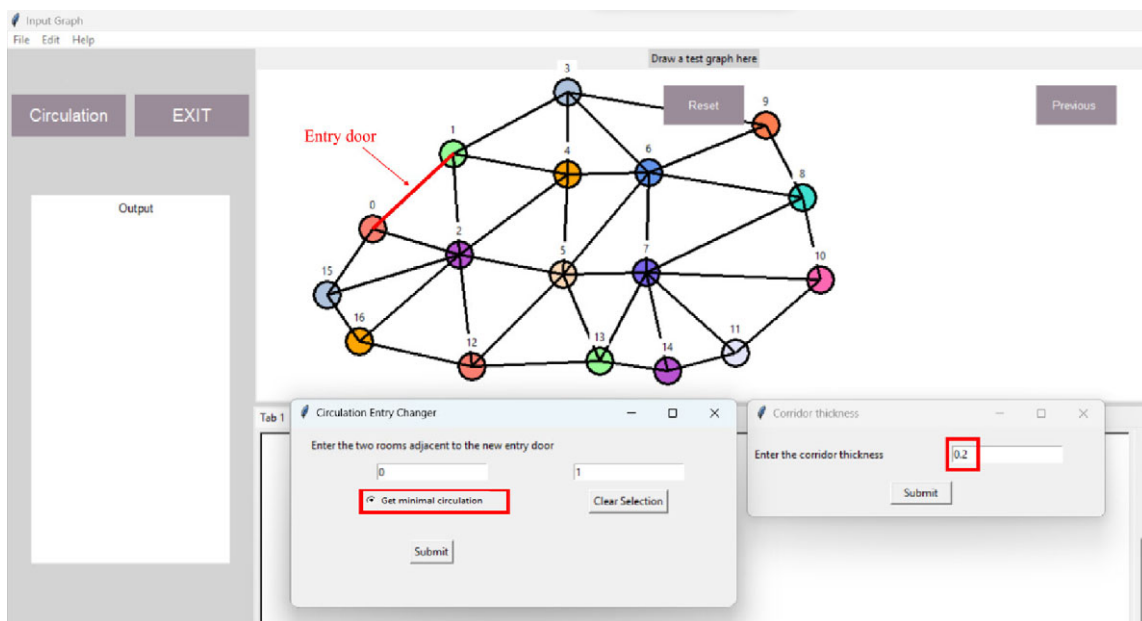 Input Graph
File Edit Help
Draw a test graph here
Circulation
EXIT
Reset
Previous
Output
Entry door
3
9
1
4
6
8
0
2
5
7
15
10
16
12
13
14
11
Tab 1
Circulation Entry Changer
Enter the two rooms adjacent to the new entry door
0
1
Get minimal circulation
Clear Selection
Submit
Corridor thickness
Enter the corridor thickness
0.2
Submit